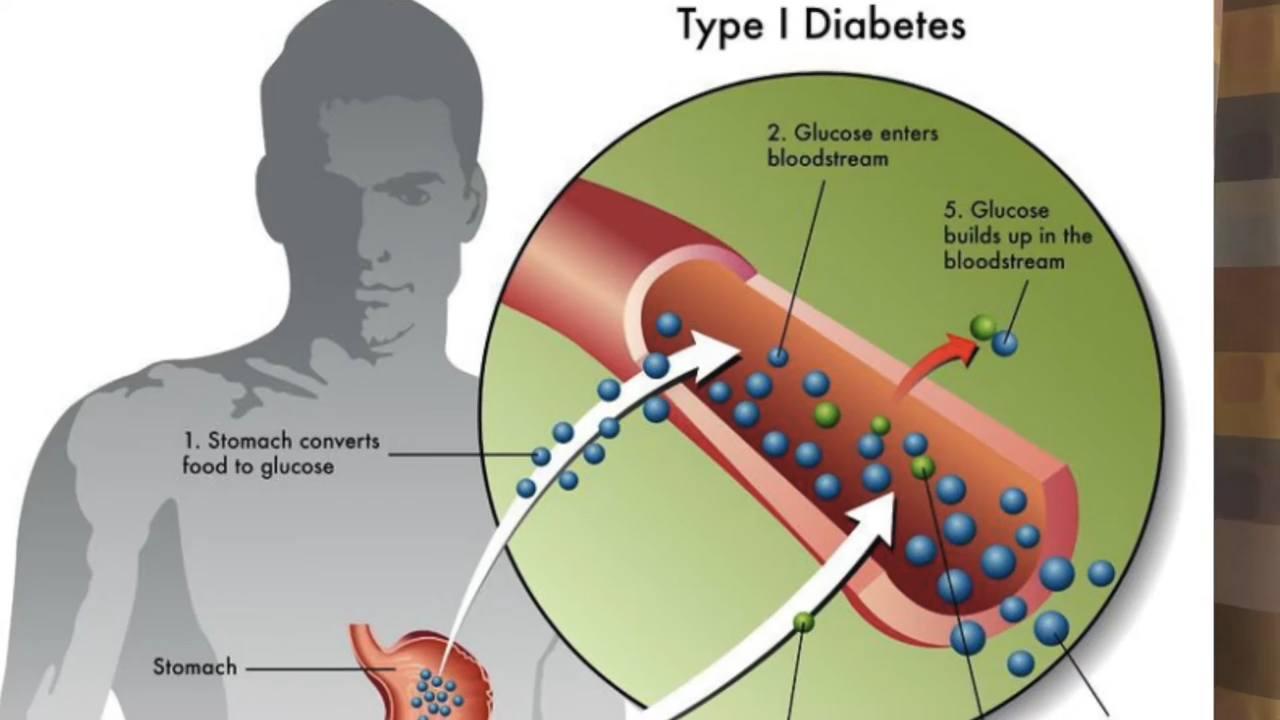 Type I Diabetes
2. Glucose enters
bloodstream
5. Glucose
builds up in the
bloodstream
1. Stomach converts
food to glucose
Stomach